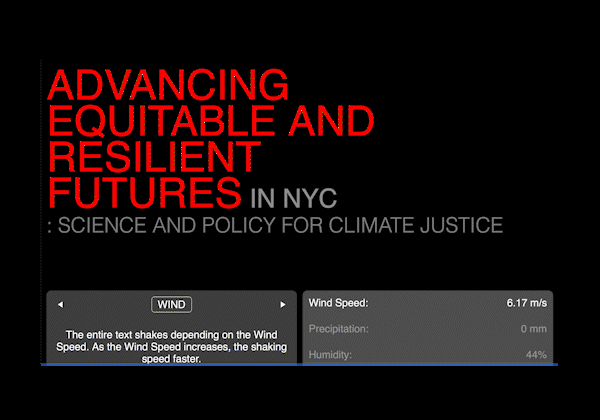 ADVANCING
EQUITABLE AND
RESILIENT
FUTURES IN NYC
: SCIENCE AND POLICY FOR CLIMATE JUSTICE
WIND
The entire text shakes depending on the Wind
Speed. As the Wind Speed increases, the shaking
speed faster.
Wind Speed: 6.17 m/s
Precipitation: 0 mm
Humidity: 44%